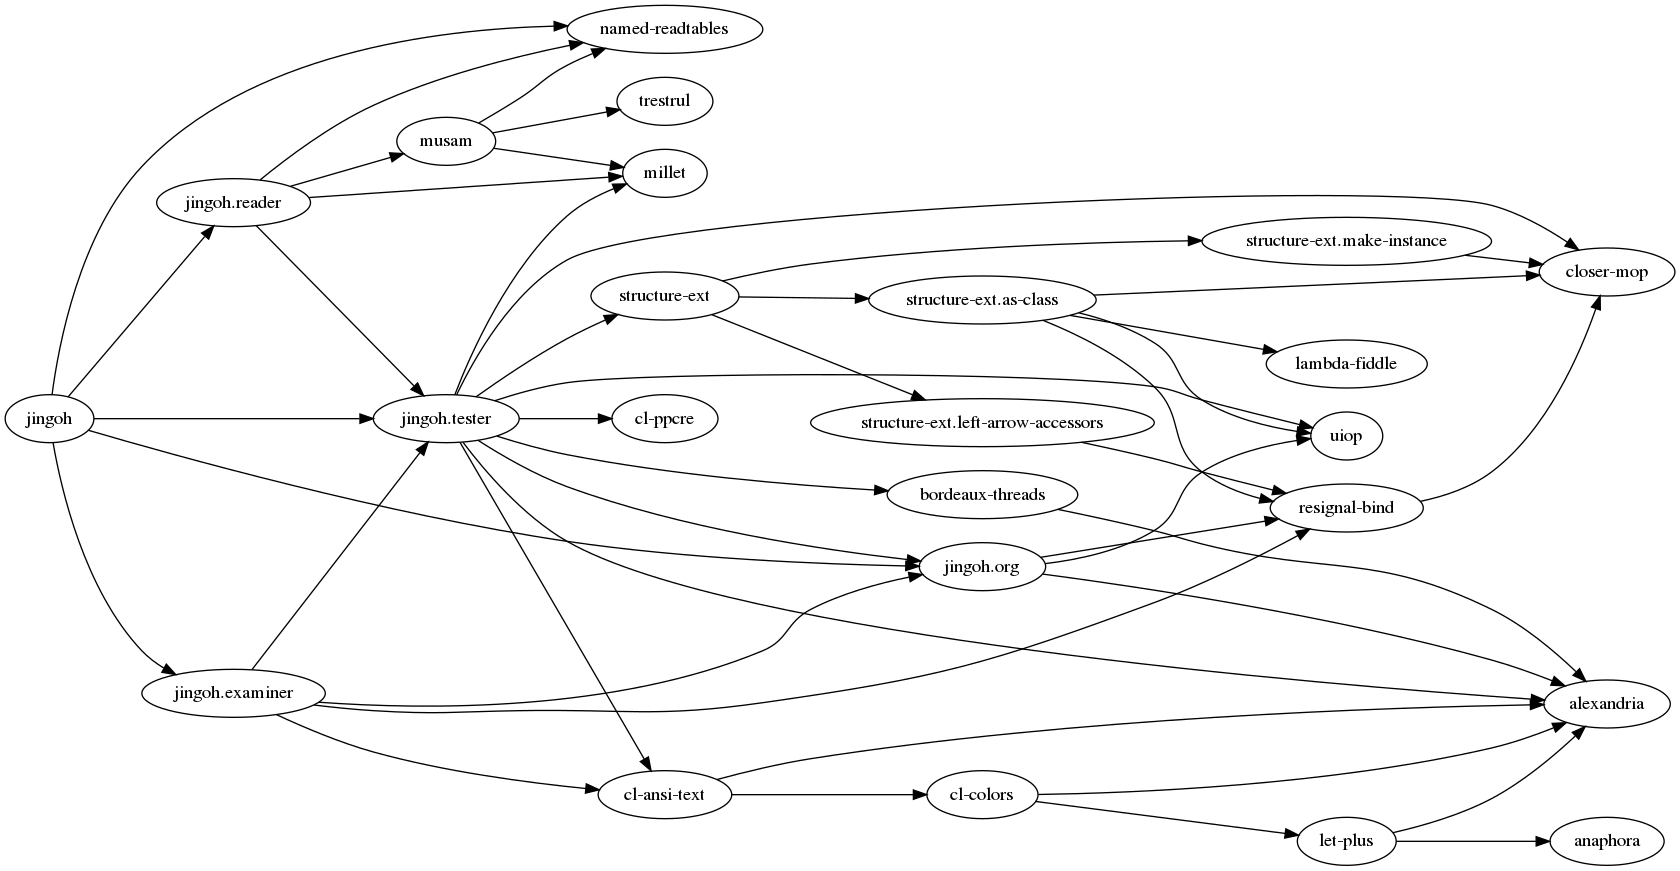 named-readtables
trestrul
musam
millet
jingoh.reader
structure-ext.make-instance
closer-mop
structure-ext
structure-ext.as-class
lambda-fiddle
jingoh
jingoh.tester
cl-ppcre
structure-ext.left-arrow-accessors
uiop
bordeaux-threads
resignal-bind
jingoh.org
jingoh.examiner
alexandria
cl-ansi-text
cl-colors
let-plus
anaphora